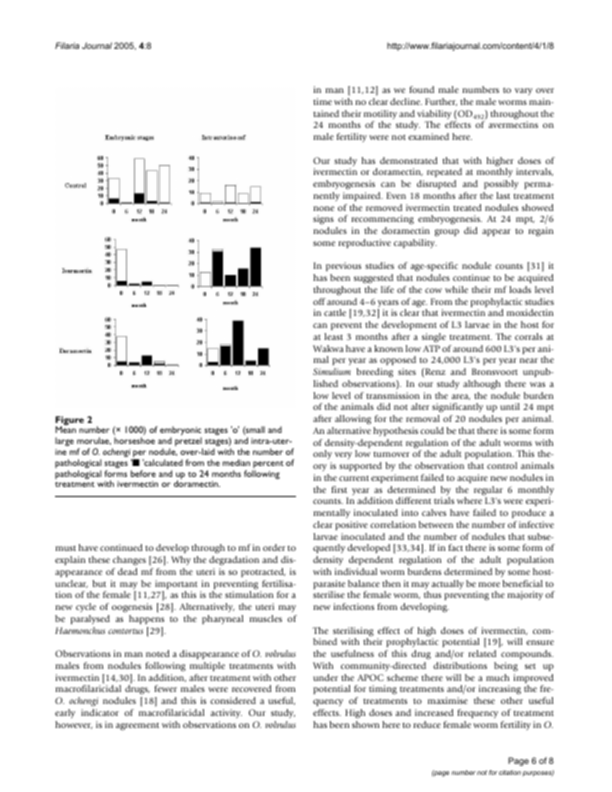 Filaria Journal 2005, 4:8
http://www.filariajournal.com/content/4/1/8
Embryonic stages
Intrauterine mf
Control
month
month
Ivermectin
month
month
Doramectin
month
month
Figure 2
Mean number (× 1000) of embryonic stages 'o' (small and
large morulae, horseshoe and pretzel stages) and intra-uter-
ine mf of O. ochengi per nodule, over-laid with the number of
pathological stages '■ 'calculated from the median percent of
pathological forms before and up to 24 months following
treatment with ivermectin or doramectin.
must have continued to develop through to mf in order to
explain these changes [26]. Why the degradation and dis-
appearance of dead mf from the uteri is so protracted, is
unclear, but it may be important in preventing fertilisa-
tion of the female [11,27], as this is the stimulation for a
new cycle of oogenesis [28]. Alternatively, the uteri may
be paralysed as happens to the pharyneal muscles of
Haemonchus contortus [29].
Observations in man noted a disappearance of O. volvulus
males from nodules following multiple treatments with
ivermectin [14,30]. In addition, after treatment with other
macrofilaricidal drugs, fewer males were recovered from
O. ochengi nodules [18] and this is considered a useful,
early indicator of macrofilaricidal activity. Our study,
however, is in agreement with observations on O. volvulus
in man [11,12] as we found male numbers to vary over
time with no clear decline. Further, the male worms main-
tained their motility and viability (OD492) throughout the
24 months of the study. The effects of avermectins on
male fertility were not examined here.
Our study has demonstrated that with higher doses of
ivermectin or doramectin, repeated at monthly intervals,
embryogenesis can be disrupted and possibly perma-
nently impaired. Even 18 months after the last treatment
none of the removed ivermectin treated nodules showed
signs of recommencing embryogenesis. At 24 mpt, 2/6
nodules in the doramectin group did appear to regain
some reproductive capability.
In previous studies of age-specific nodule counts [31] it
has been suggested that nodules continue to be acquired
throughout the life of the cow while their mf loads level
off around 4–6 years of age. From the prophylactic studies
in cattle [19,32] it is clear that ivermectin and moxidectin
can prevent the development of L3 larvae in the host for
at least 3 months after a single treatment. The corrals at
Wakwa have a known low ATP of around 600 L3's per ani-
mal per year as opposed to 24,000 L3's per year near the
Simulium breeding sites (Renz and Bronsvoort unpub-
lished observations). In our study although there was a
low level of transmission in the area, the nodule burden
of the animals did not alter significantly up until 24 mpt
after allowing for the removal of 20 nodules per animal.
An alternative hypothesis could be that there is some form
of density-dependent regulation of the adult worms with
only very low turnover of the adult population. This the-
ory is supported by the observation that control animals
in the current experiment failed to acquire new nodules in
the first year as determined by the regular 6 monthly
counts. In addition different trials where L3's were experi-
mentally inoculated into calves have failed to produce a
clear positive correlation between the number of infective
larvae inoculated and the number of nodules that subse-
quently developed [33,34]. If in fact there is some form of
density dependent regulation of the adult population
with individual worm burdens determined by some host-
parasite balance then it may actually be more beneficial to
sterilise the female worm, thus preventing the majority of
new infections from developing.
The sterilising effect of high doses of ivermectin, com-
bined with their prophylactic potential [19], will ensure
the usefulness of this drug and/or related compounds.
With community-directed distributions being set up
under the APOC scheme there will be a much improved
potential for timing treatments and/or increasing the fre-
quency of treatments to maximise these other useful
effects. High doses and increased frequency of treatment
has been shown here to reduce female worm fertility in O.
Page 6 of 8
(page number not for citation purposes)